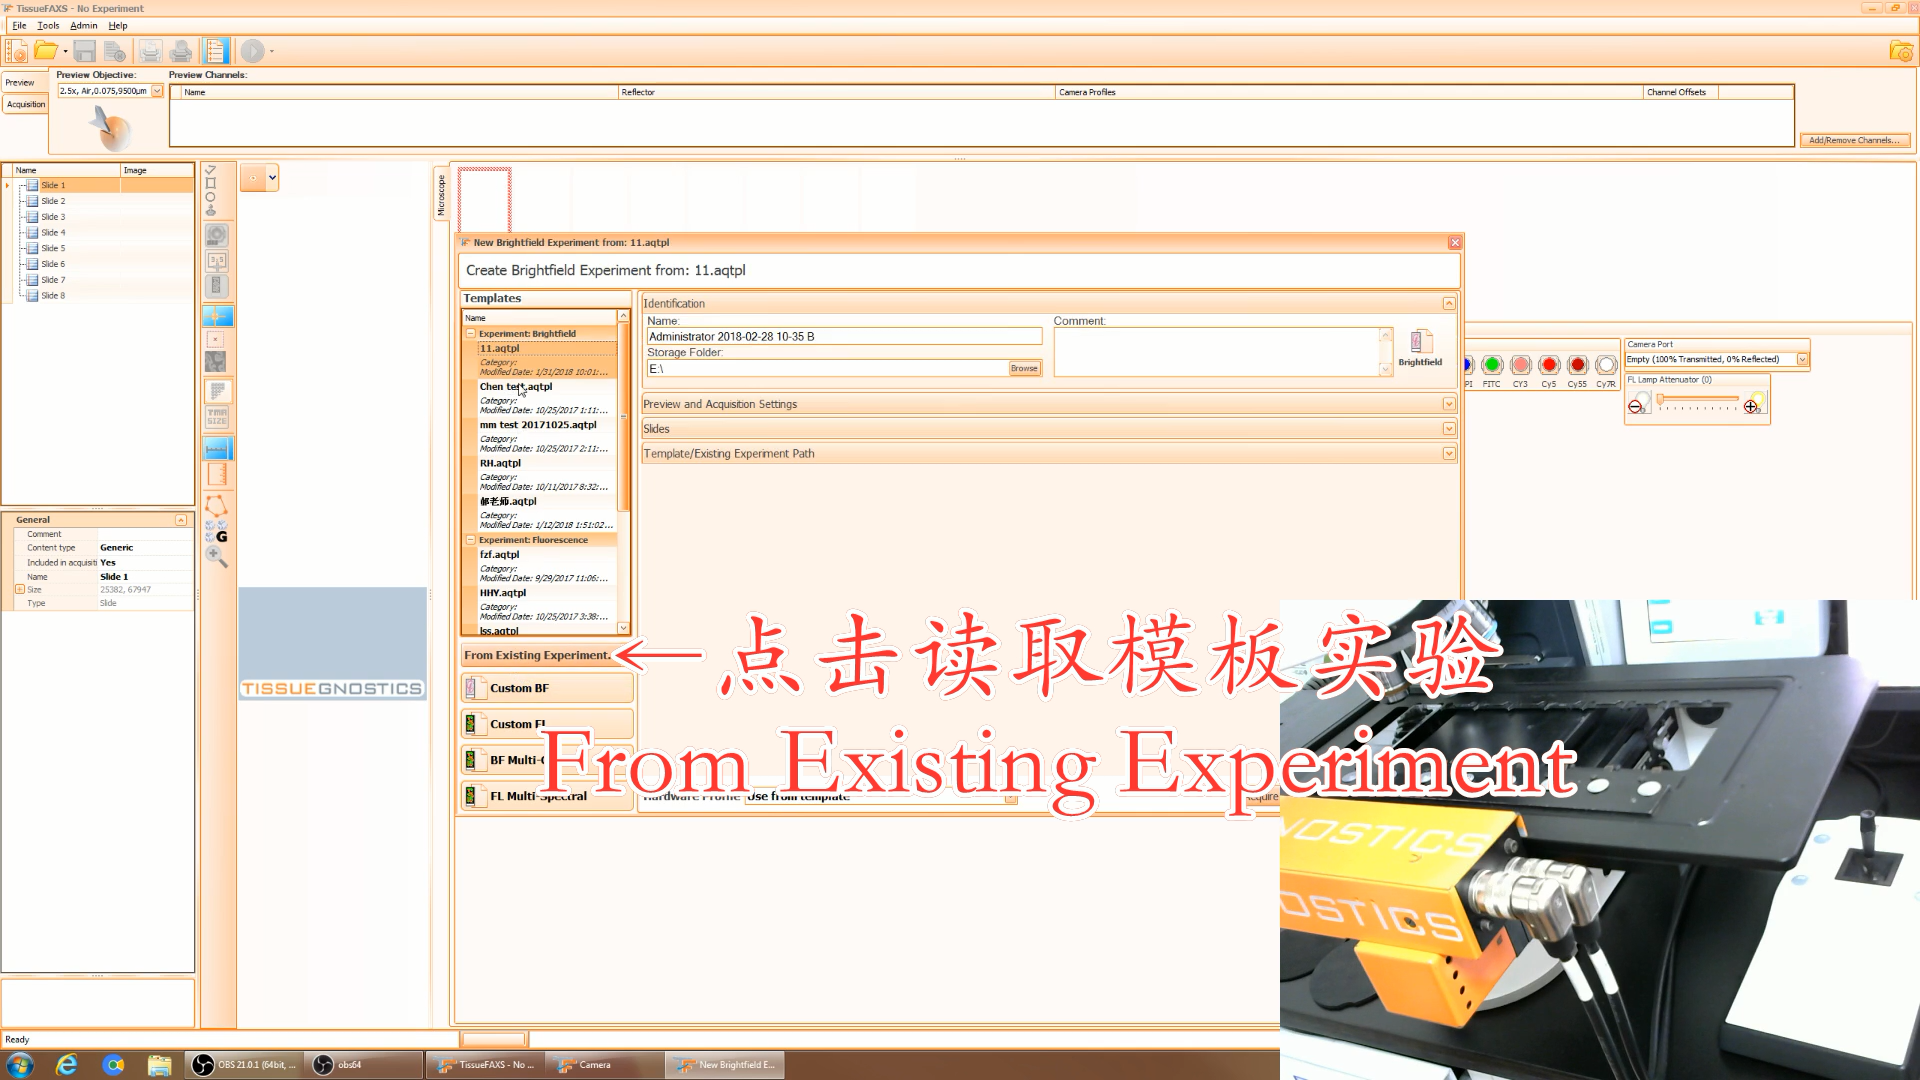 TissueFAXS - No Experiment
File Tools Admin Help
Preview
Acquisition
Preview Objective:
2.5x, Air,0.075,9500µm
Preview Channels:
Name Reflector Camera Profiles Channel Offsets
Add/Remove Channels...
Name Image
Slide 1
Slide 2
Slide 3
Slide 4
Slide 5
Slide 6
Slide 7
Slide 8
General
Comment
Content type Generic
Included in acquisiti Yes
Name Slide 1
Size 25382, 67947
Type Slide
TMA
SIZE
G
TISSUEGNOSTICS
Microscope
New Brightfield Experiment from: 11.aqtpl
Create Brightfield Experiment from: 11.aqtpl
Templates
Name
Experiment: Brightfield
11.aqtpl
Category:
Modified Date: 1/31/2018 10:01:...
Chen test.aqtpl
Category:
Modified Date: 10/25/2017 1:11:...
mm test 20171025.aqtpl
Category:
Modified Date: 10/25/2017 2:11:...
RH.aqtpl
Category:
Modified Date: 10/11/2017 8:32:...
郇老师.aqtpl
Category:
Modified Date: 1/12/2018 1:51:02...
Experiment: Fluorescence
fzf.aqtpl
Category:
Modified Date: 9/29/2017 11:06:...
HHY.aqtpl
Category:
Modified Date: 10/25/2017 3:38:...
lss.aqtpl
From Existing Experiment.
Custom BF
Custom FL
BF Multi-
FL Multi-Spectral
Identification
Name:
Administrator 2018-02-28 10-35 B
Storage Folder:
E:\
Browse
Comment:
Brightfield
Preview and Acquisition Settings
Slides
Template/Existing Experiment Path
Hardware Profile Use from template
FITC CY3 Cy5 Cy55 Cy7R
Camera Port
Empty (100% Transmitted, 0% Reflected)
FL Lamp Attenuator (0)
点击读取模板实验
From Existing Experiment
NOSTICS
OSTICS
Ready
OBS 21.0.1 (64bit, ...
obs64
TissueFAXS - No ...
Camera
New Brightfield E...